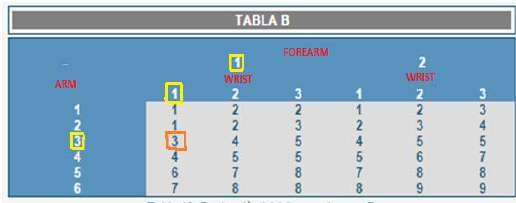 TABLA B
FOREARM
1 2
ARM WRIST WRIST
1 2 3 1 2 3
1 1 2 2 1 2 3
2 1 2 3 2 3 4
3 3 4 5 4 5 5
4 4 5 5 5 6 7
5 6 7 8 7 8 8
6 7 8 8 8 9 9